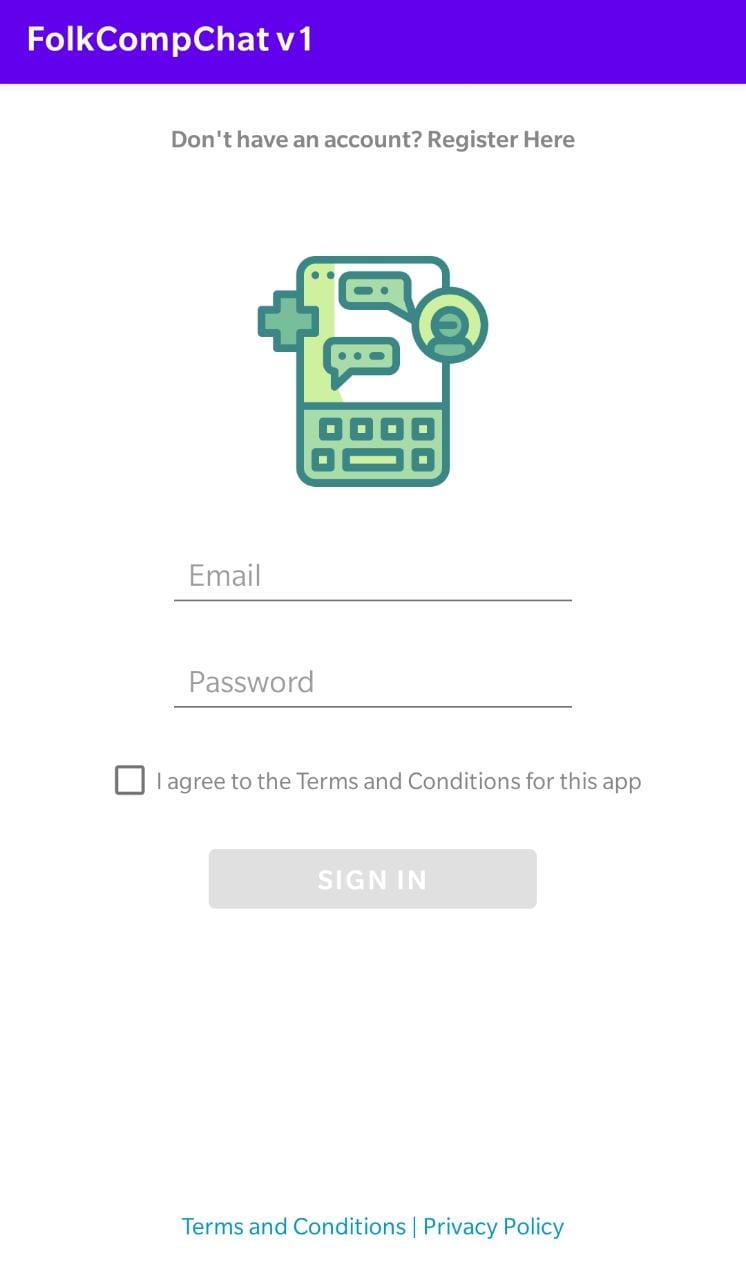 FolkCompChat v1
Don't have an account? Register Here
Email
Password
I agree to the Terms and Conditions for this app
SIGN IN
Terms and Conditions | Privacy Policy